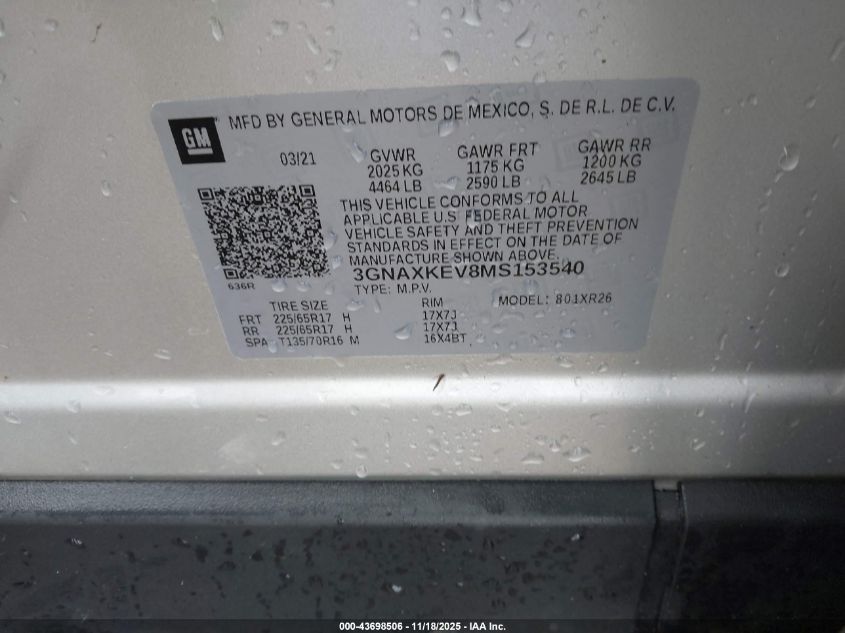 GM
MFD BY GENERAL MOTORS DE MEXICO, S. DE R.L. DE C.V.
03/21 GVWR GAWR FRT GAWR RR
2025 KG 1175 KG 1200 KG
4464 LB 2590 LB 2645 LB
THIS VEHICLE CONFORMS TO ALL
APPLICABLE U.S FEDERAL MOTOR
VEHICLE SAFETY AND THEFT PREVENTION
STANDARDS IN EFFECT ON THE DATE OF
MANUFACTURE SHOWN ABOVE.
3GNAXKEV8MS153540
636R
TYPE: M.P.V. MODEL: 801XR26
TIRE SIZE RIM
FRT 225/65R17 H 17X7J
RR 225/65R17 H 17X7J
SPA T135/70R16 M 16X4BT
000-43698506 - 11/18/2025 - IAA Inc.